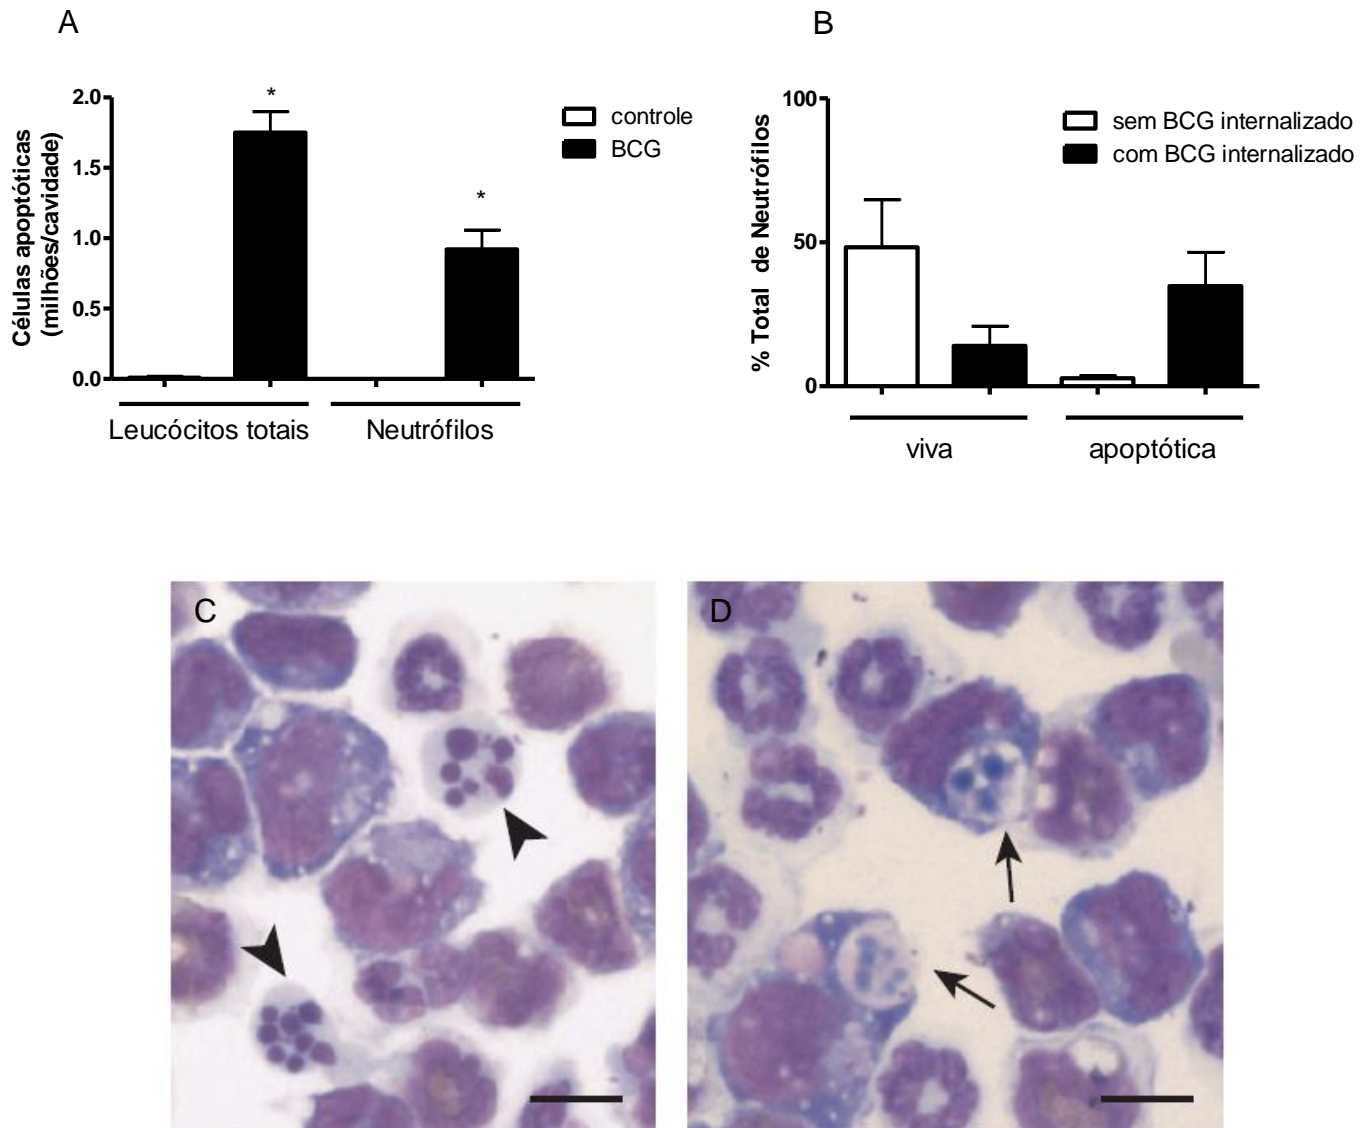 A
B
Células apoptóticas
(milhões/cavidade)
2.0
1.5
1.0
0.5
0.0
*
*
controle
BCG
Leucócitos totais
Neutrófilos
% Total de Neutrófilos
100
50
0
sem BCG internalizado
com BCG internalizado
viva
apoptótica
C
D